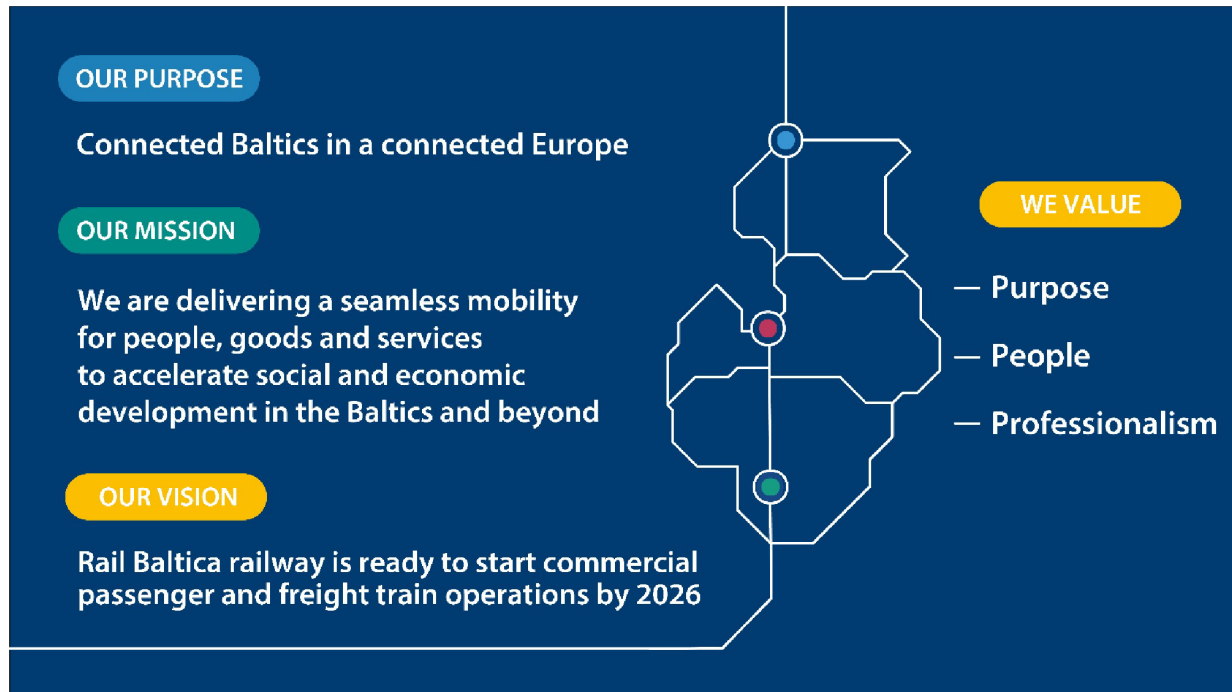 OUR PURPOSE
Connected Baltics in a connected Europe
OUR MISSION
We are delivering a seamless mobility
for people, goods and services
to accelerate social and economic
development in the Baltics and beyond
OUR VISION
Rail Baltica railway is ready to start commercial
passenger and freight train operations by 2026
WE VALUE
— Purpose
— People
— Professionalism